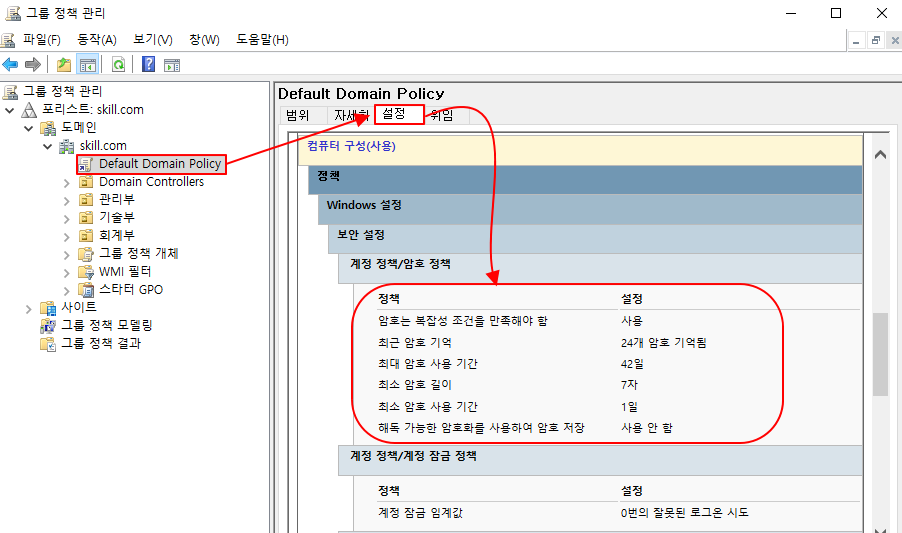 그룹 정책 관리
파일(F) 동작(A) 보기(V) 창(W) 도움말(H)
그룹 정책 관리
포리스트: skill.com
도메인
skill.com
Default Domain Policy
Domain Controllers
관리부
기술부
회계부
그룹 정책 개체
WMI 필터
스타터 GPO
사이트
그룹 정책 모델링
그룹 정책 결과
Default Domain Policy
범위 자세히 설정 위임
컴퓨터 구성(사용)
정책
Windows 설정
보안 설정
계정 정책/암호 정책
정책 설정
암호는 복잡성 조건을 만족해야 함 사용
최근 암호 기억 24개 암호 기억됨
최대 암호 사용 기간 42일
최소 암호 길이 7자
최소 암호 사용 기간 1일
해독 가능한 암호화를 사용하여 암호 저장 사용 안 함
계정 정책/계정 잠금 정책
정책 설정
계정 잠금 임계값 0번의 잘못된 로그온 시도